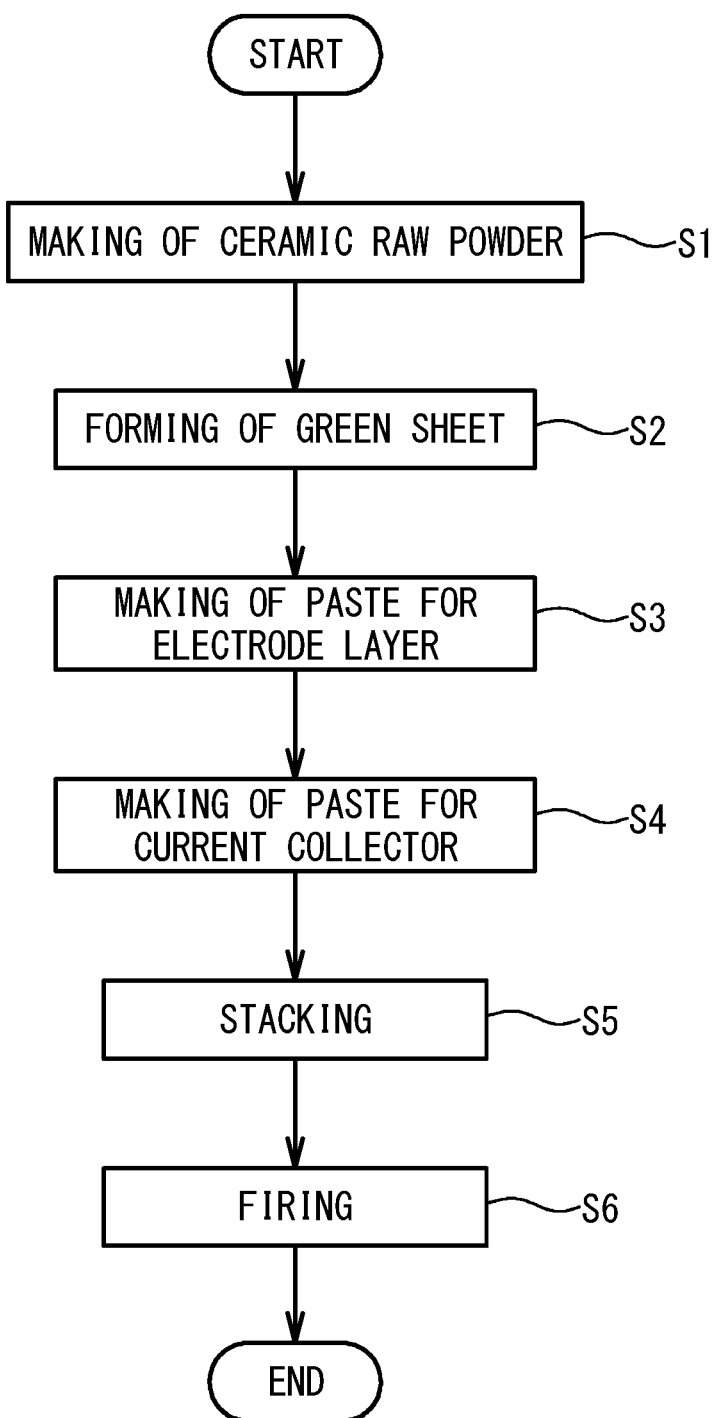 START
MAKING OF CERAMIC RAW POWDER
S1
FORMING OF GREEN SHEET
S2
MAKING OF PASTE FOR
ELECTRODE LAYER
S3
MAKING OF PASTE FOR
CURRENT COLLECTOR
S4
STACKING
S5
FIRING
S6
END